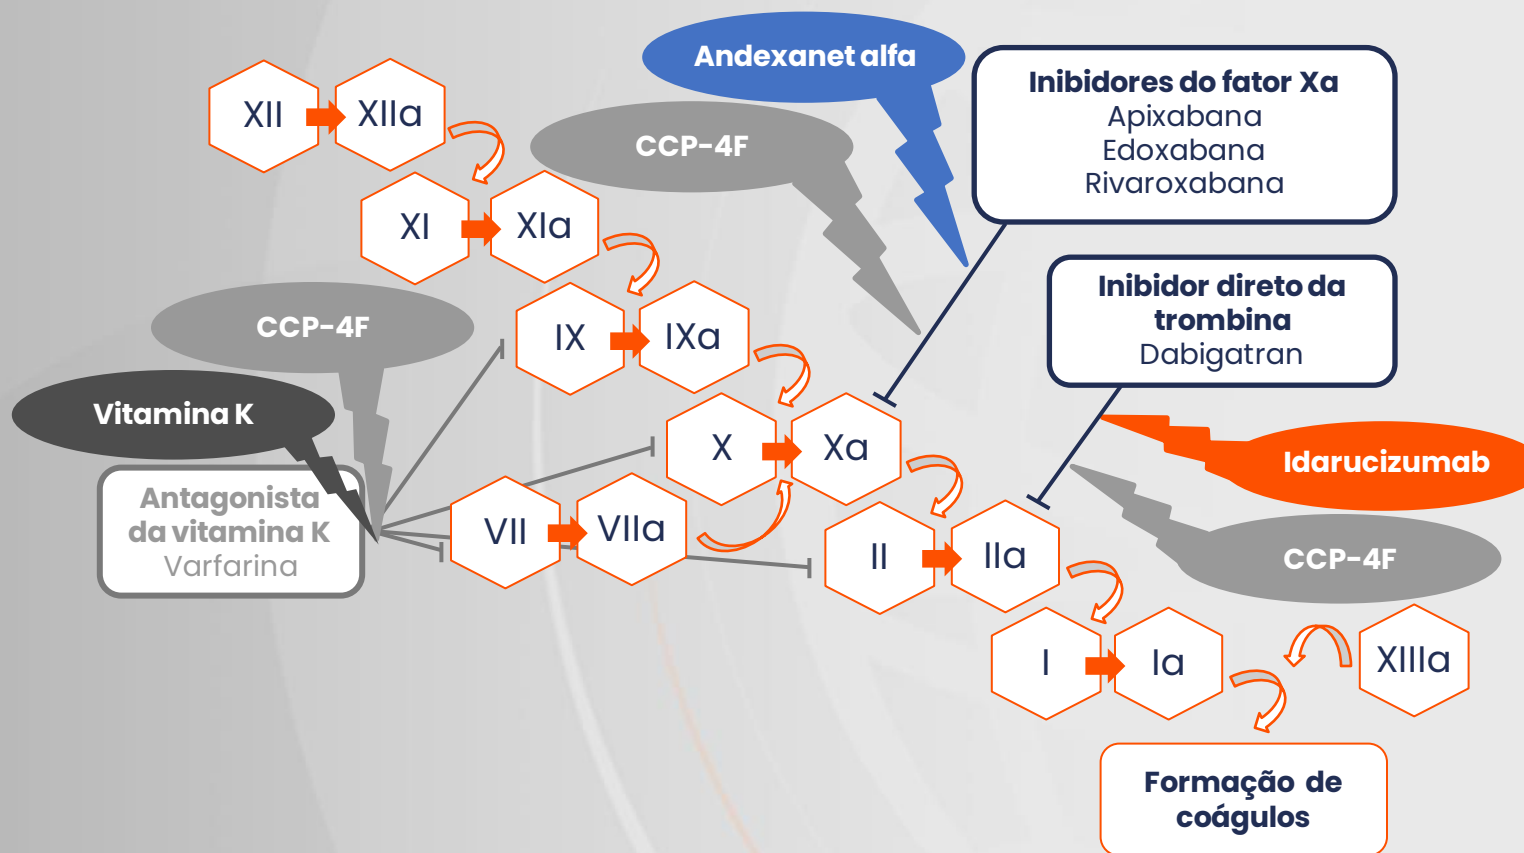 Andexanet alfa
Inibidores do fator Xa
Apixabana
Edoxabana
Rivaroxabana
XII
XIIa
CCP-4F
XI
XIa
Inibidor direto da
trombina
Dabigatran
CCP-4F
IX
IXa
Vitamina K
X
Xa
Idarucizumab
Antagonista
da vitamina K
Varfarina
VII
VIIa
II
IIa
CCP-4F
I
Ia
XIIIa
Formação de
coágulos